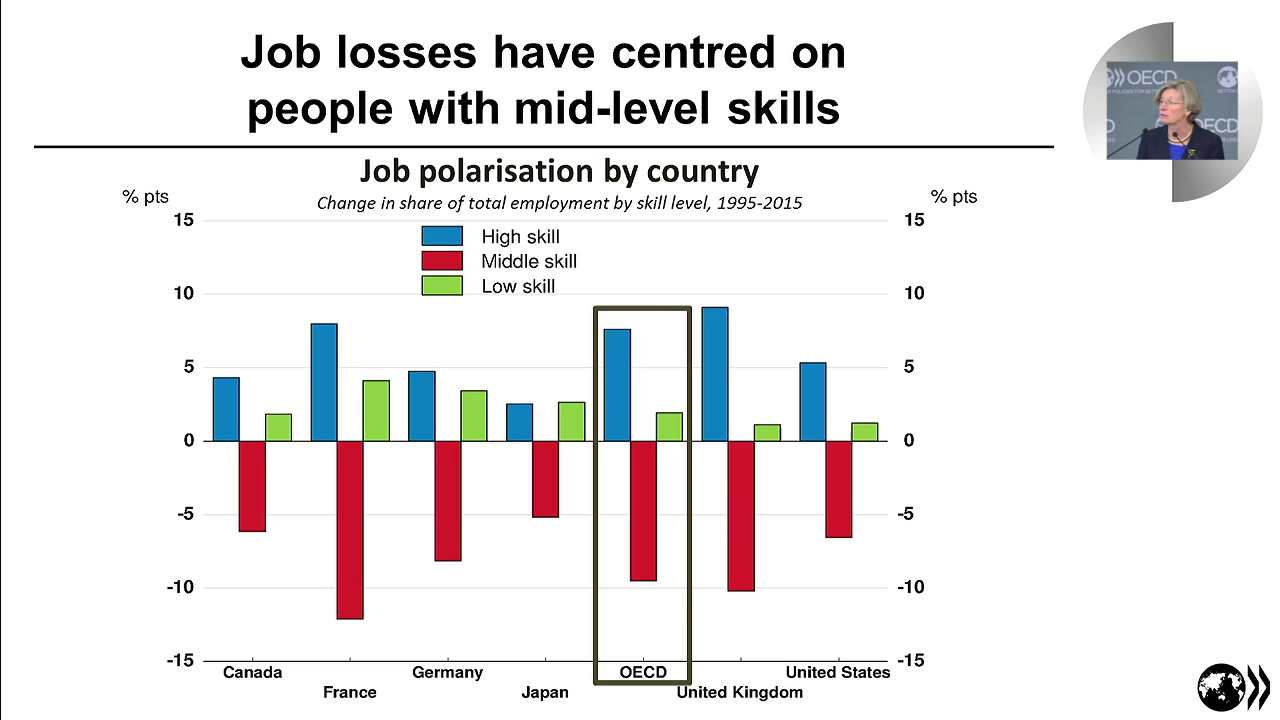 Job losses have centred on
people with mid-level skills
OECD
OECD
Job polarisation by country
Change in share of total employment by skill level, 1995-2015
% pts
% pts
15
15
High skill
Middle skill
Low skill
10
10
5
5
0
0
-5
-5
-10
-10
-15
-15
Canada
France
Germany
Japan
OECD
United Kingdom
United States